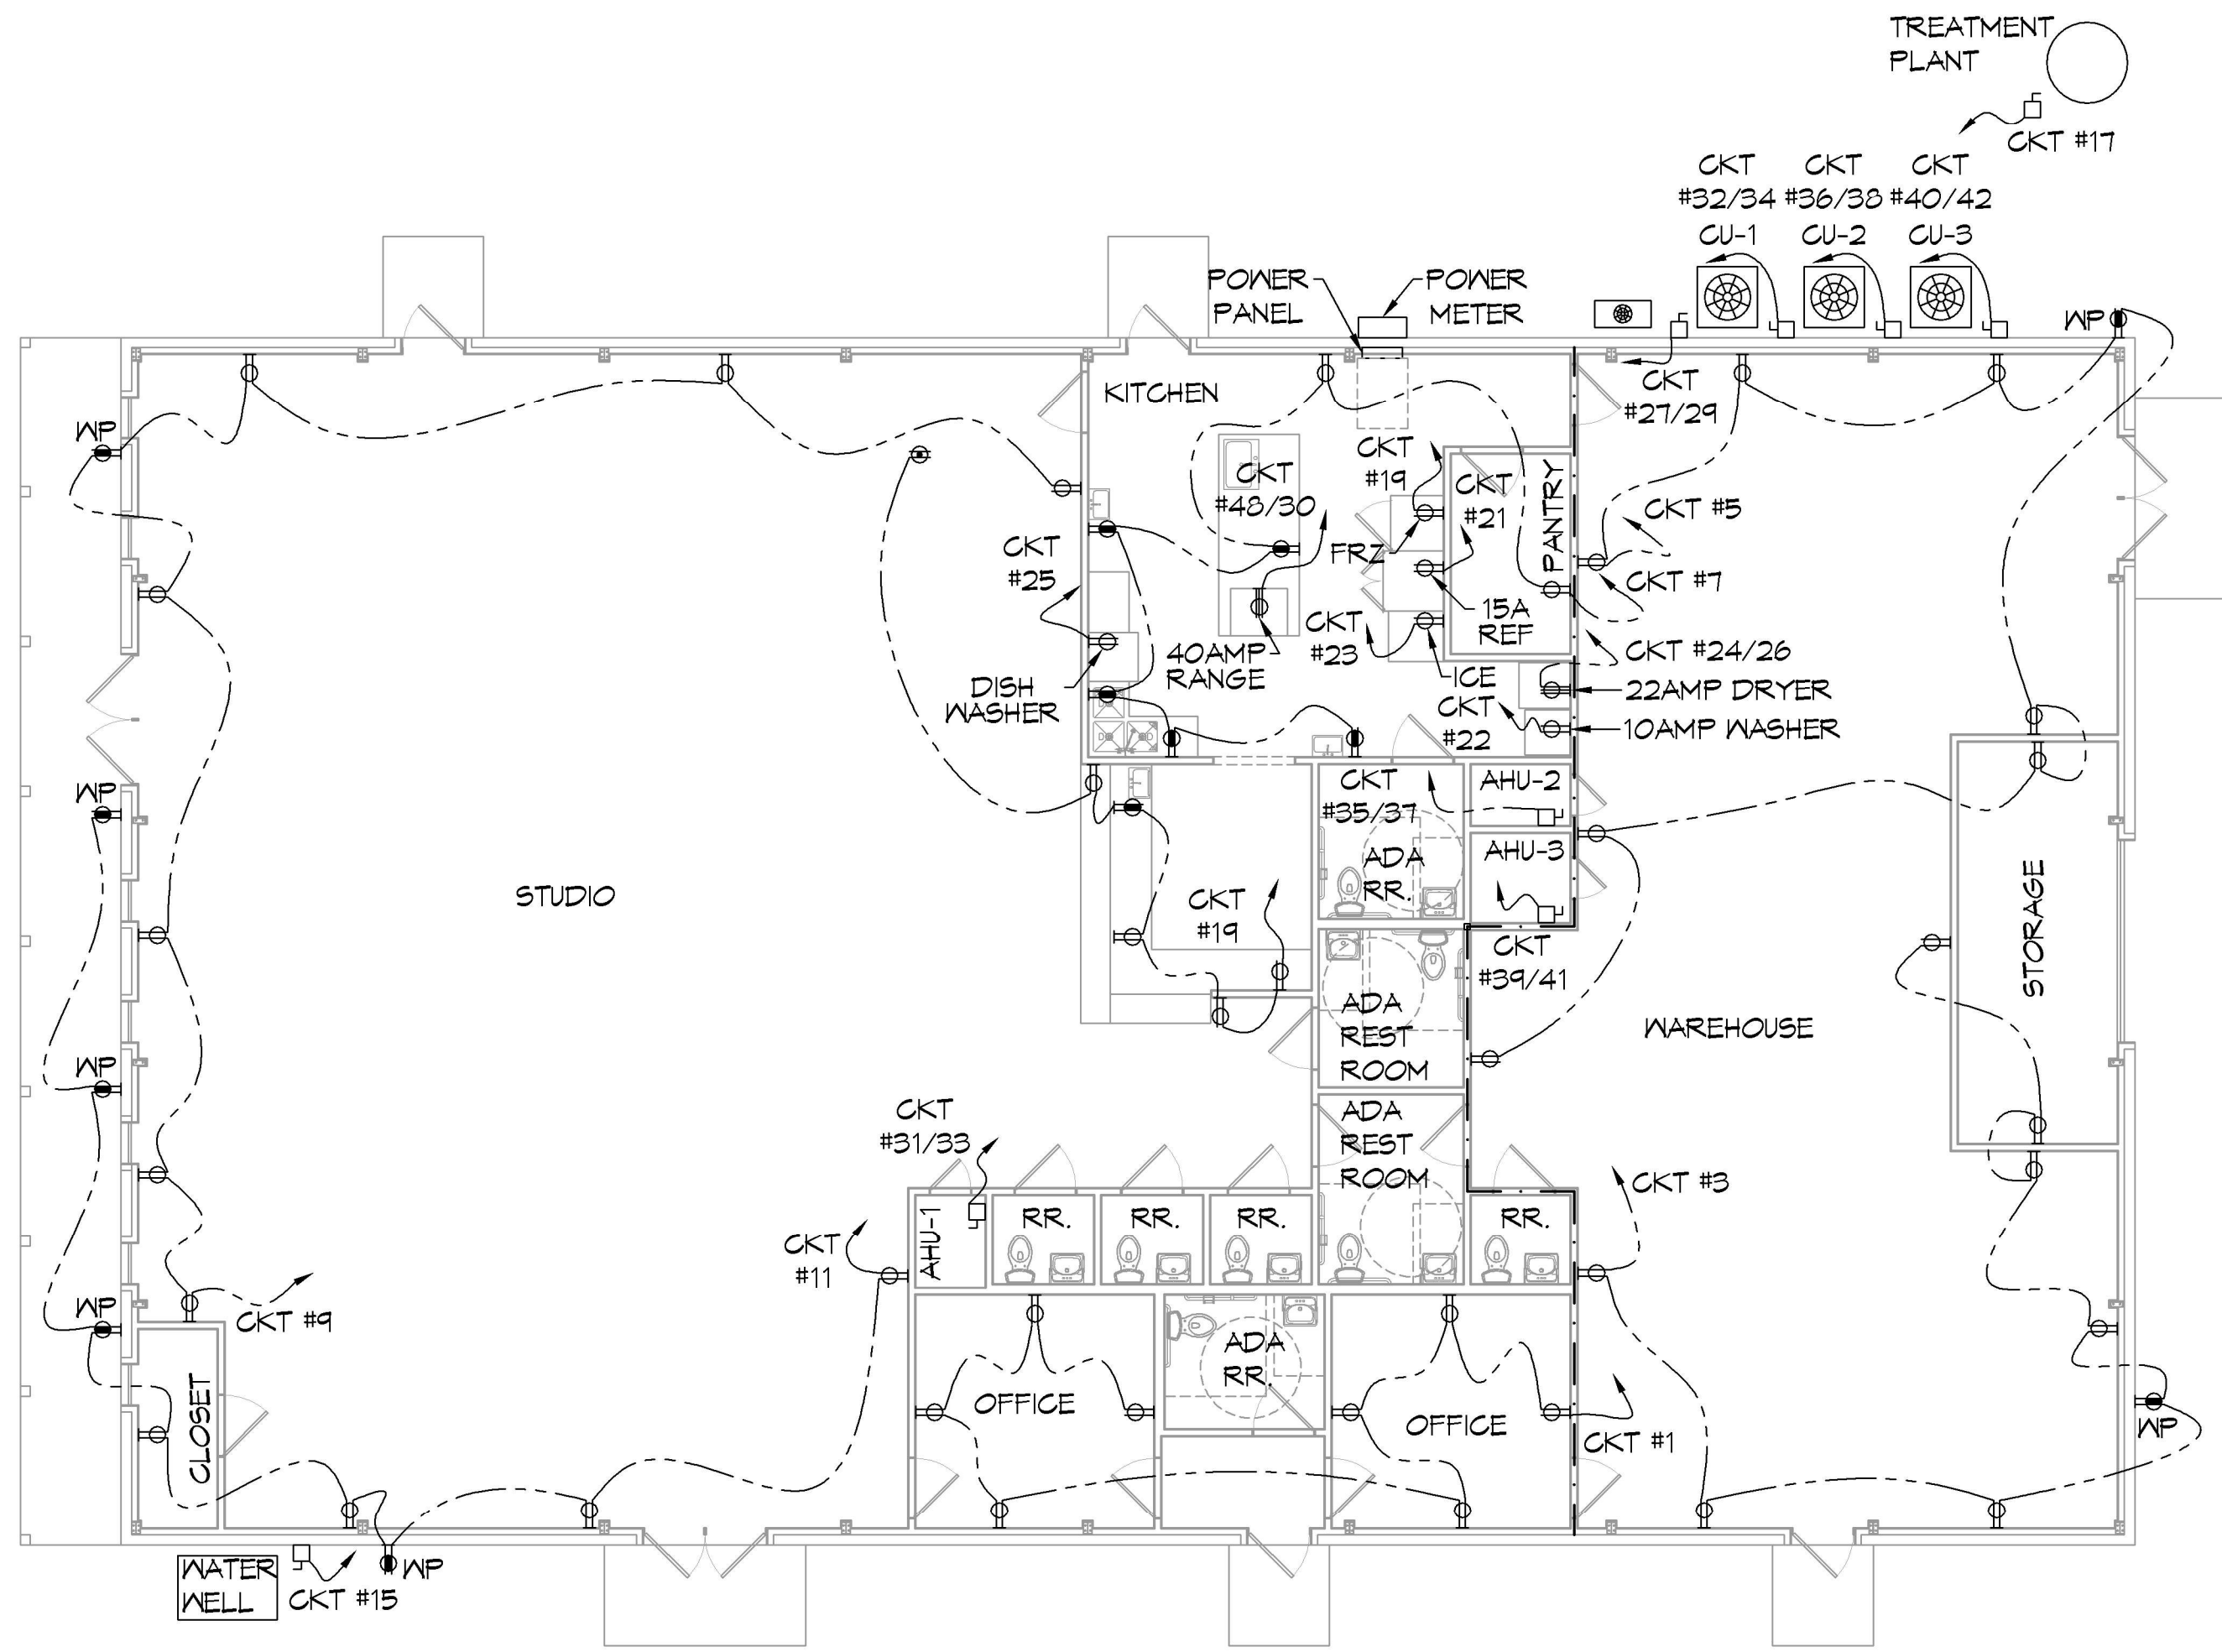 TREATMENT
PLANT
CKT #17
CKT
#32/34
CU-1
CKT
#36/38
CU-2
CKT
#40/42
CU-3
POWER
PANEL
POWER
METER
WP
CKT
#27/29
KITCHEN
WP
CKT
#19
CKT
#48/30
CKT
#21
PANTRY
CKT #5
CKT
#25
FRZ
CKT #7
15A
REF
CKT
#23
CKT #24/26
40AMP
RANGE
ICE
22AMP DRYER
DISH
WASHER
CKT
#22
10AMP WASHER
WP
CKT
#35/37
AHU-2
AHU-3
ADA
RR.
STUDIO
CKT
#19
STORAGE
CKT
#39/41
ADA
REST
ROOM
WAREHOUSE
WP
CKT
#31/33
ADA
REST
ROOM
CKT #3
AHU-1
RR.
RR.
RR.
RR.
CKT
#11
WP
CKT #9
ADA
RR.
OFFICE
OFFICE
CLOSET
CKT #1
WP
WATER
WELL
CKT #15
WP